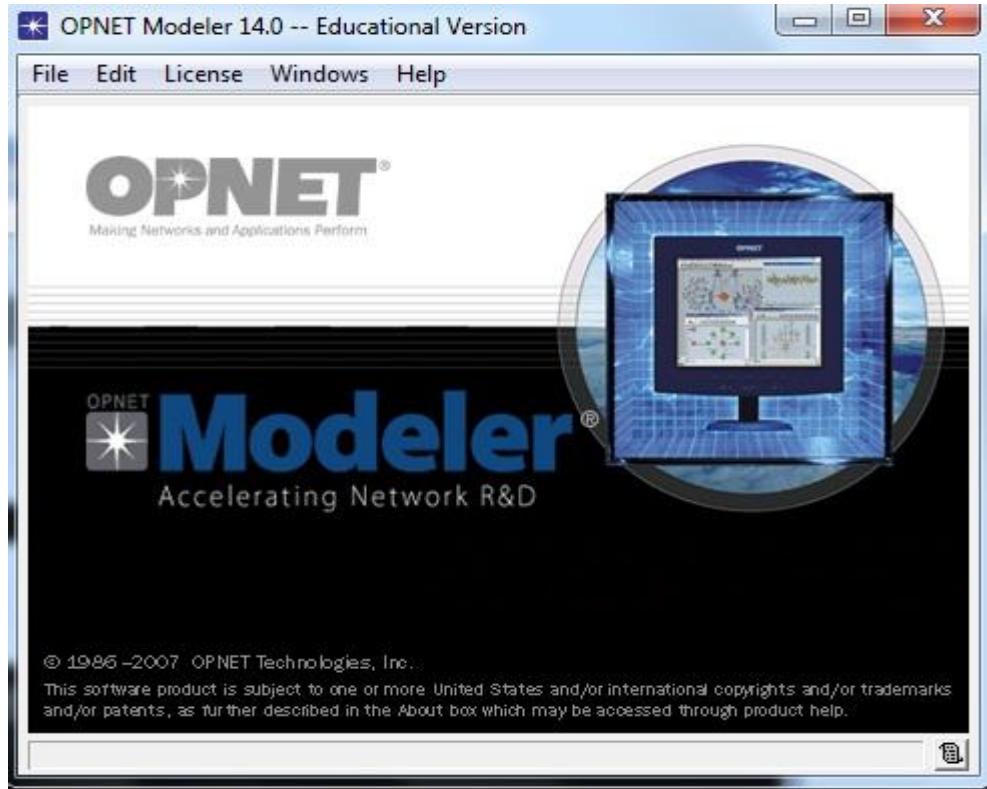 OPNET Modeler 14.0 -- Educational Version
File Edit License Windows Help
OPNET®
Making Networks and Applications Perform
OPNET
OPNET
Modeler®
Accelerating Network R&D
© 1986-2007 OPNET Technologies, Inc.
This software product is subject to one or more United States and/or international copyrights and/or trademarks
and/or patents, as further described in the About box which may be accessed through product help.